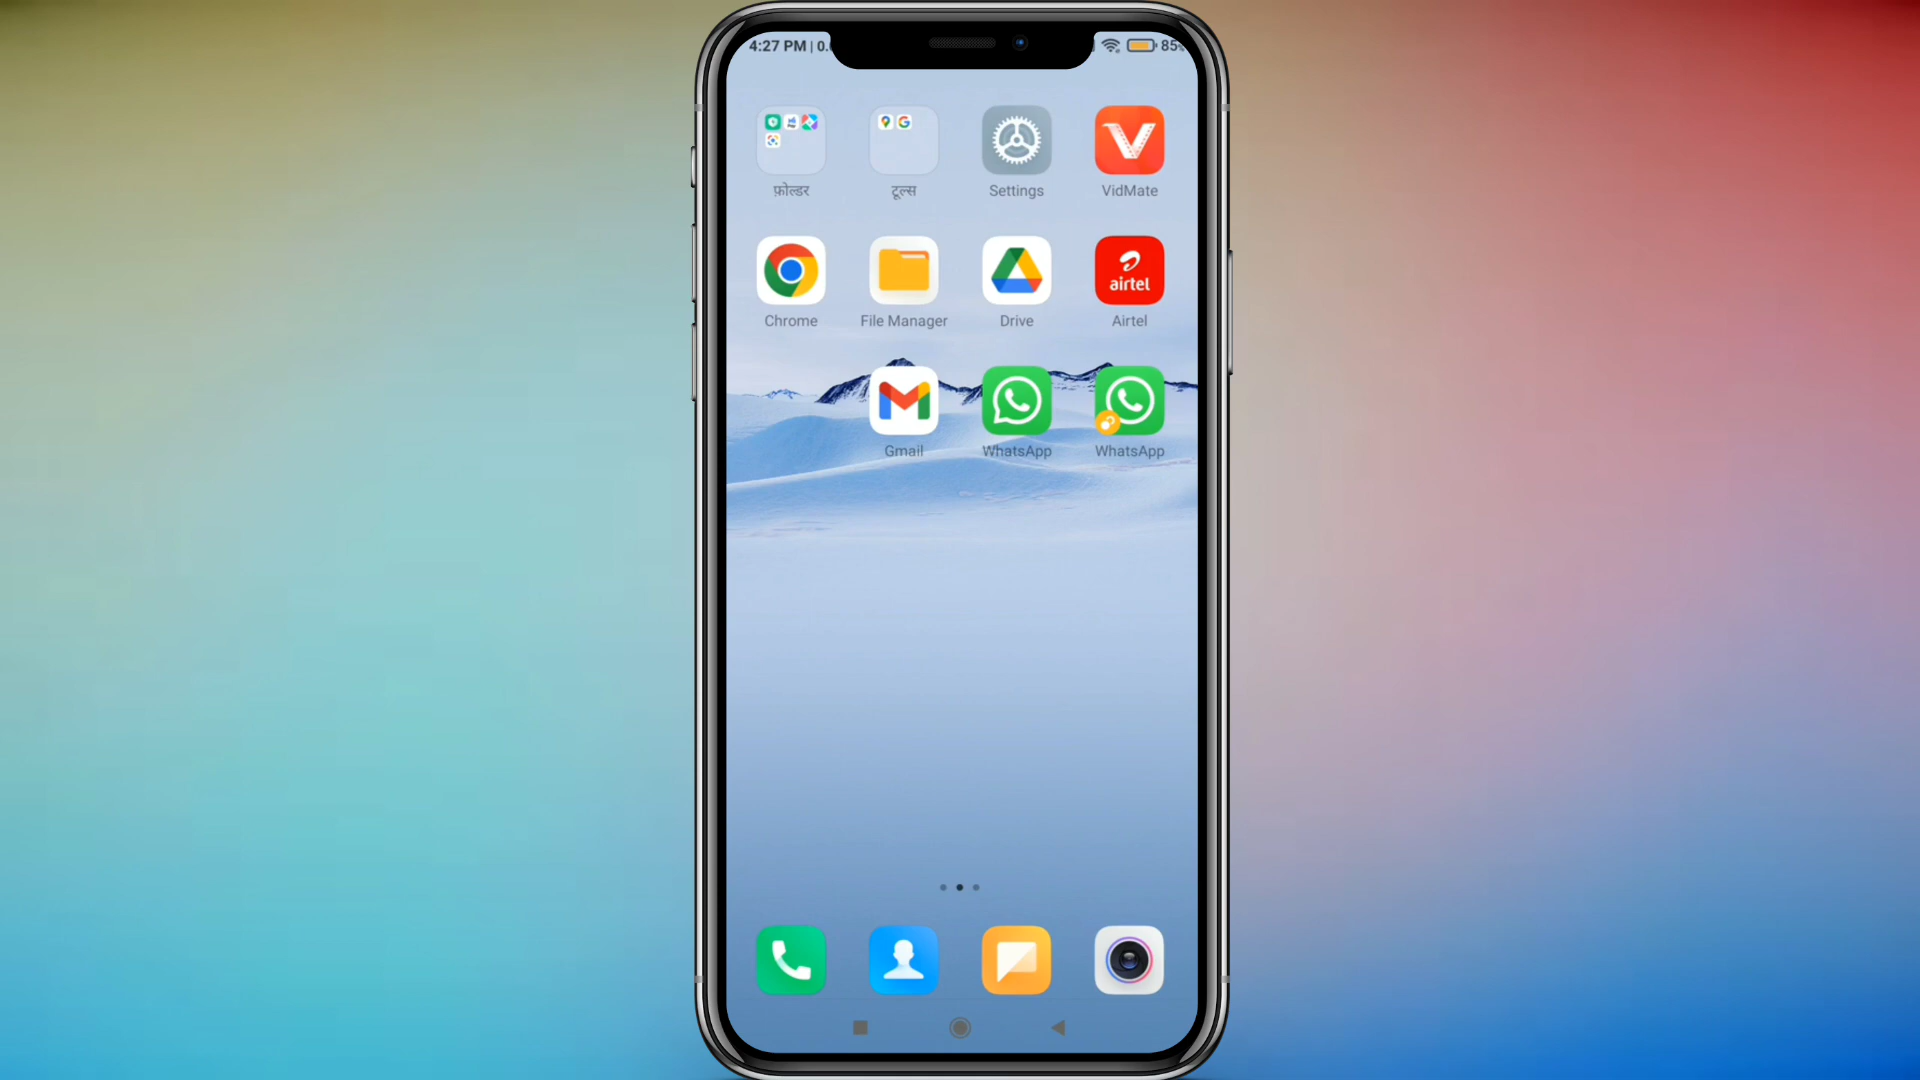 4:27 PM | 0.
85%
फ़ोल्डर
टूल्स
Settings
VidMate
Chrome
File Manager
Drive
airtel
Airtel
Gmail
WhatsApp
WhatsApp